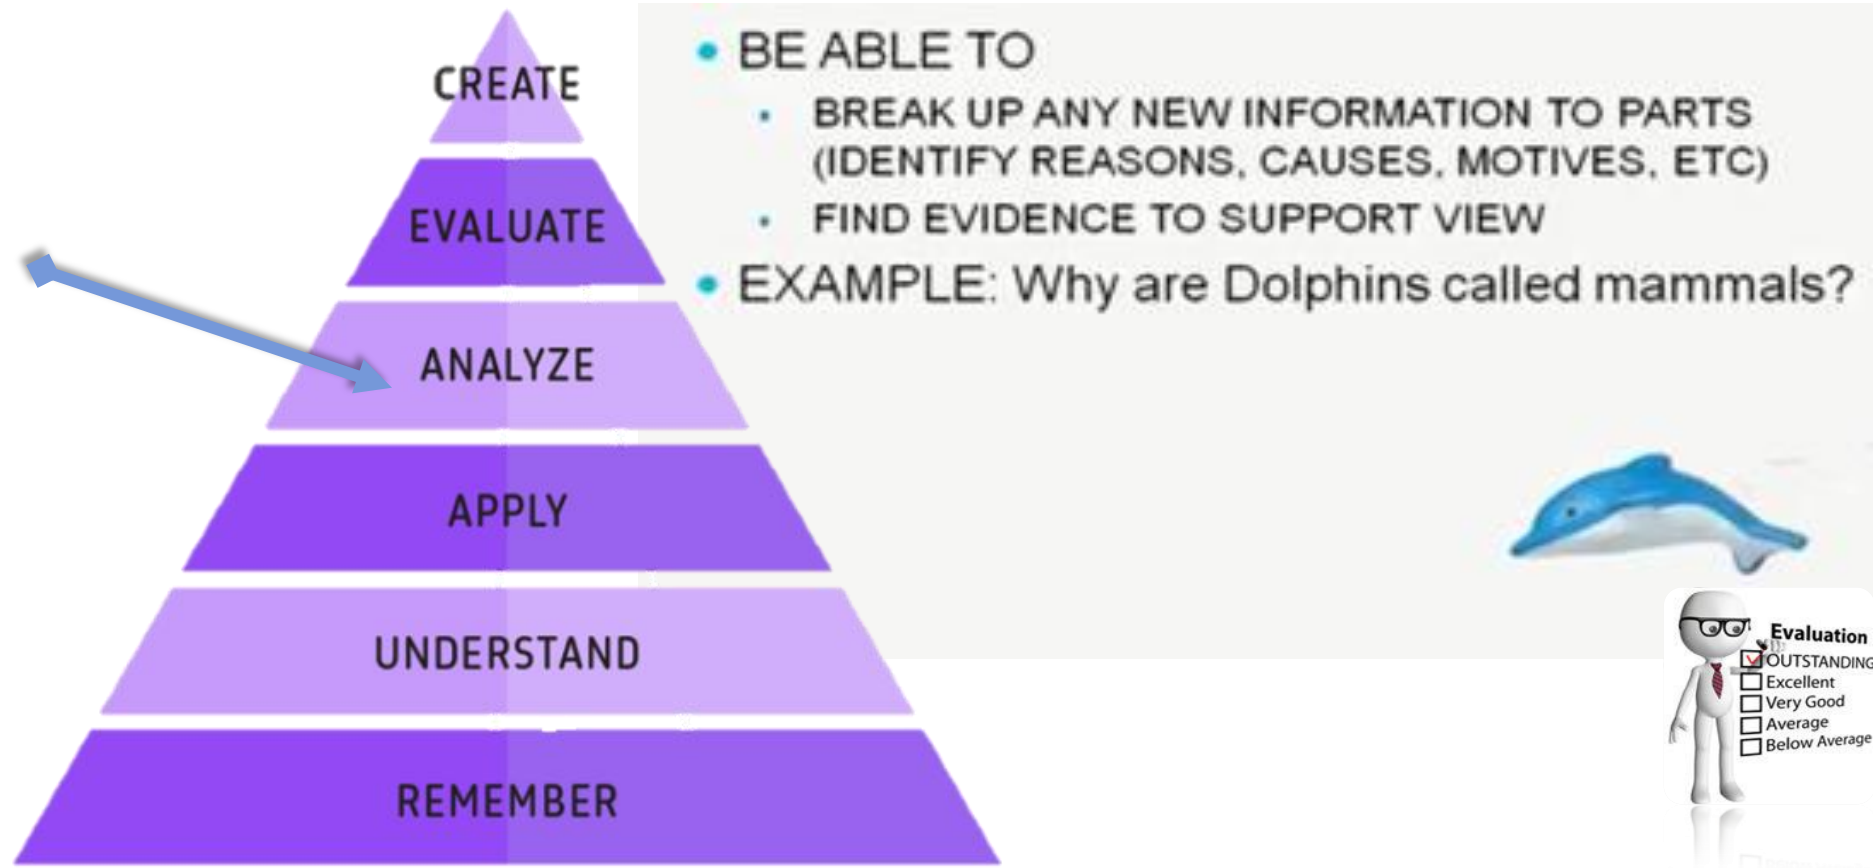 CREATE
EVALUATE
ANALYZE
APPLY
UNDERSTAND
REMEMBER
• BE ABLE TO
• BREAK UP ANY NEW INFORMATION TO PARTS
(IDENTIFY REASONS, CAUSES, MOTIVES, ETC)
• FIND EVIDENCE TO SUPPORT VIEW
• EXAMPLE: Why are Dolphins called mammals?
Evaluation
OUTSTANDING
Excellent
Very Good
Average
Below Average